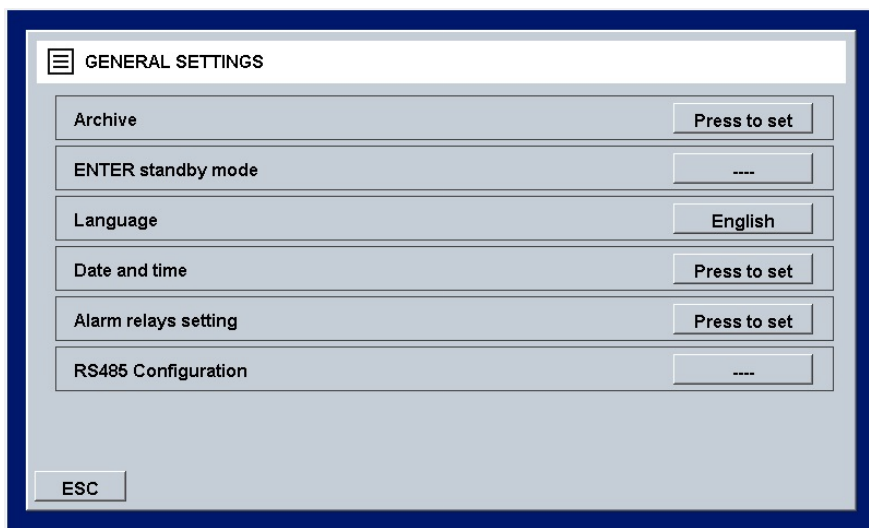 GENERAL SETTINGS
Archive Press to set
ENTER standby mode ----
Language English
Date and time Press to set
Alarm relays setting Press to set
RS485 Configuration ----
ESC